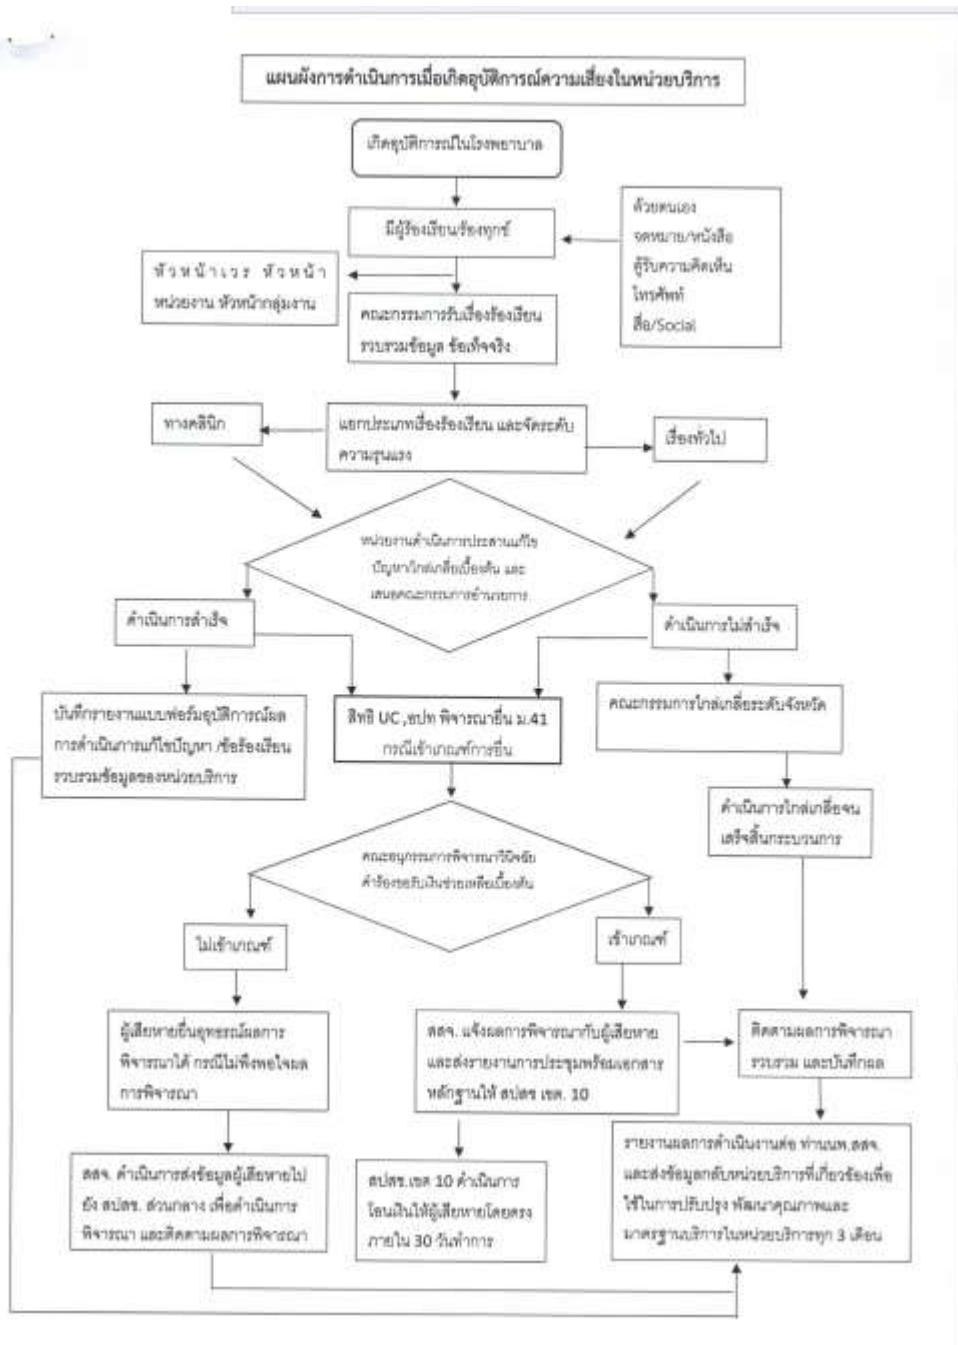 แผนผังการดำเนินการเมื่อเกิดอุบัติการณ์ความเสี่ยงในหน่วยบริการ
เกิดอุบัติการณ์ในโรงพยาบาล
มีผู้ร้องเรียน/ร้องทุกข์
ด้วยตนเอง
จดหมาย/หนังสือ
ตู้รับความคิดเห็น
โทรศัพท์
สื่อ/Social
หัวหน้าเวร หัวหน้า
หน่วยงาน หัวหน้ากลุ่มงาน
คณะกรรมการรับเรื่องร้องเรียน
รวบรวมข้อมูล ข้อเท็จจริง
ทางคลินิก
แยกประเภทเรื่องร้องเรียน และจัดระดับ
ความรุนแรง
เรื่องทั่วไป
หน่วยงานดำเนินการประสานแก้ไข
ปัญหาไกล่เกลี่ยเบื้องต้น และ
เสนอคณะกรรมการอำนวยการ
ดำเนินการสำเร็จ
ดำเนินการไม่สำเร็จ
บันทึกรายงานแบบฟอร์มอุบัติการณ์ผล
การดำเนินการแก้ไขปัญหา /ข้อร้องเรียน
รวบรวมข้อมูลของหน่วยบริการ
สิทธิ UC ,อปท พิจารณายื่น ม.41
กรณีเข้าเกณฑ์การยื่น
คณะกรรมการไกล่เกลี่ยระดับจังหวัด
ดำเนินการไกล่เกลี่ยจน
เสร็จสิ้นกระบวนการ
คณะอนุกรรมการพิจารณาวินิจฉัย
คำร้องขอรับเงินช่วยเหลือเบื้องต้น
ไม่เข้าเกณฑ์
เข้าเกณฑ์
ผู้เสียหายยื่นอุทธรณ์ผลการ
พิจารณาได้ กรณีไม่พึงพอใจผล
การพิจารณา
สสจ. แจ้งผลการพิจารณากับผู้เสียหาย
และส่งรายงานการประชุมพร้อมเอกสาร
หลักฐานให้ สปสช เขต. 10
ติดตามผลการพิจารณา
รวบรวม และบันทึกผล
สสจ. ดำเนินการส่งข้อมูลผู้เสียหายไป
ยัง สปสช. ส่วนกลาง เพื่อดำเนินการ
พิจารณา และติดตามผลการพิจารณา
สปสช.เขต 10 ดำเนินการ
โอนเงินให้ผู้เสียหายโดยตรง
ภายใน 30 วันทำการ
รายงานผลการดำเนินงานต่อ ท่านนพ.สสจ.
และส่งข้อมูลกลับหน่วยบริการที่เกี่ยวข้องเพื่อ
ใช้ในการปรับปรุง พัฒนาคุณภาพและ
มาตรฐานบริการในหน่วยบริการทุก 3 เดือน